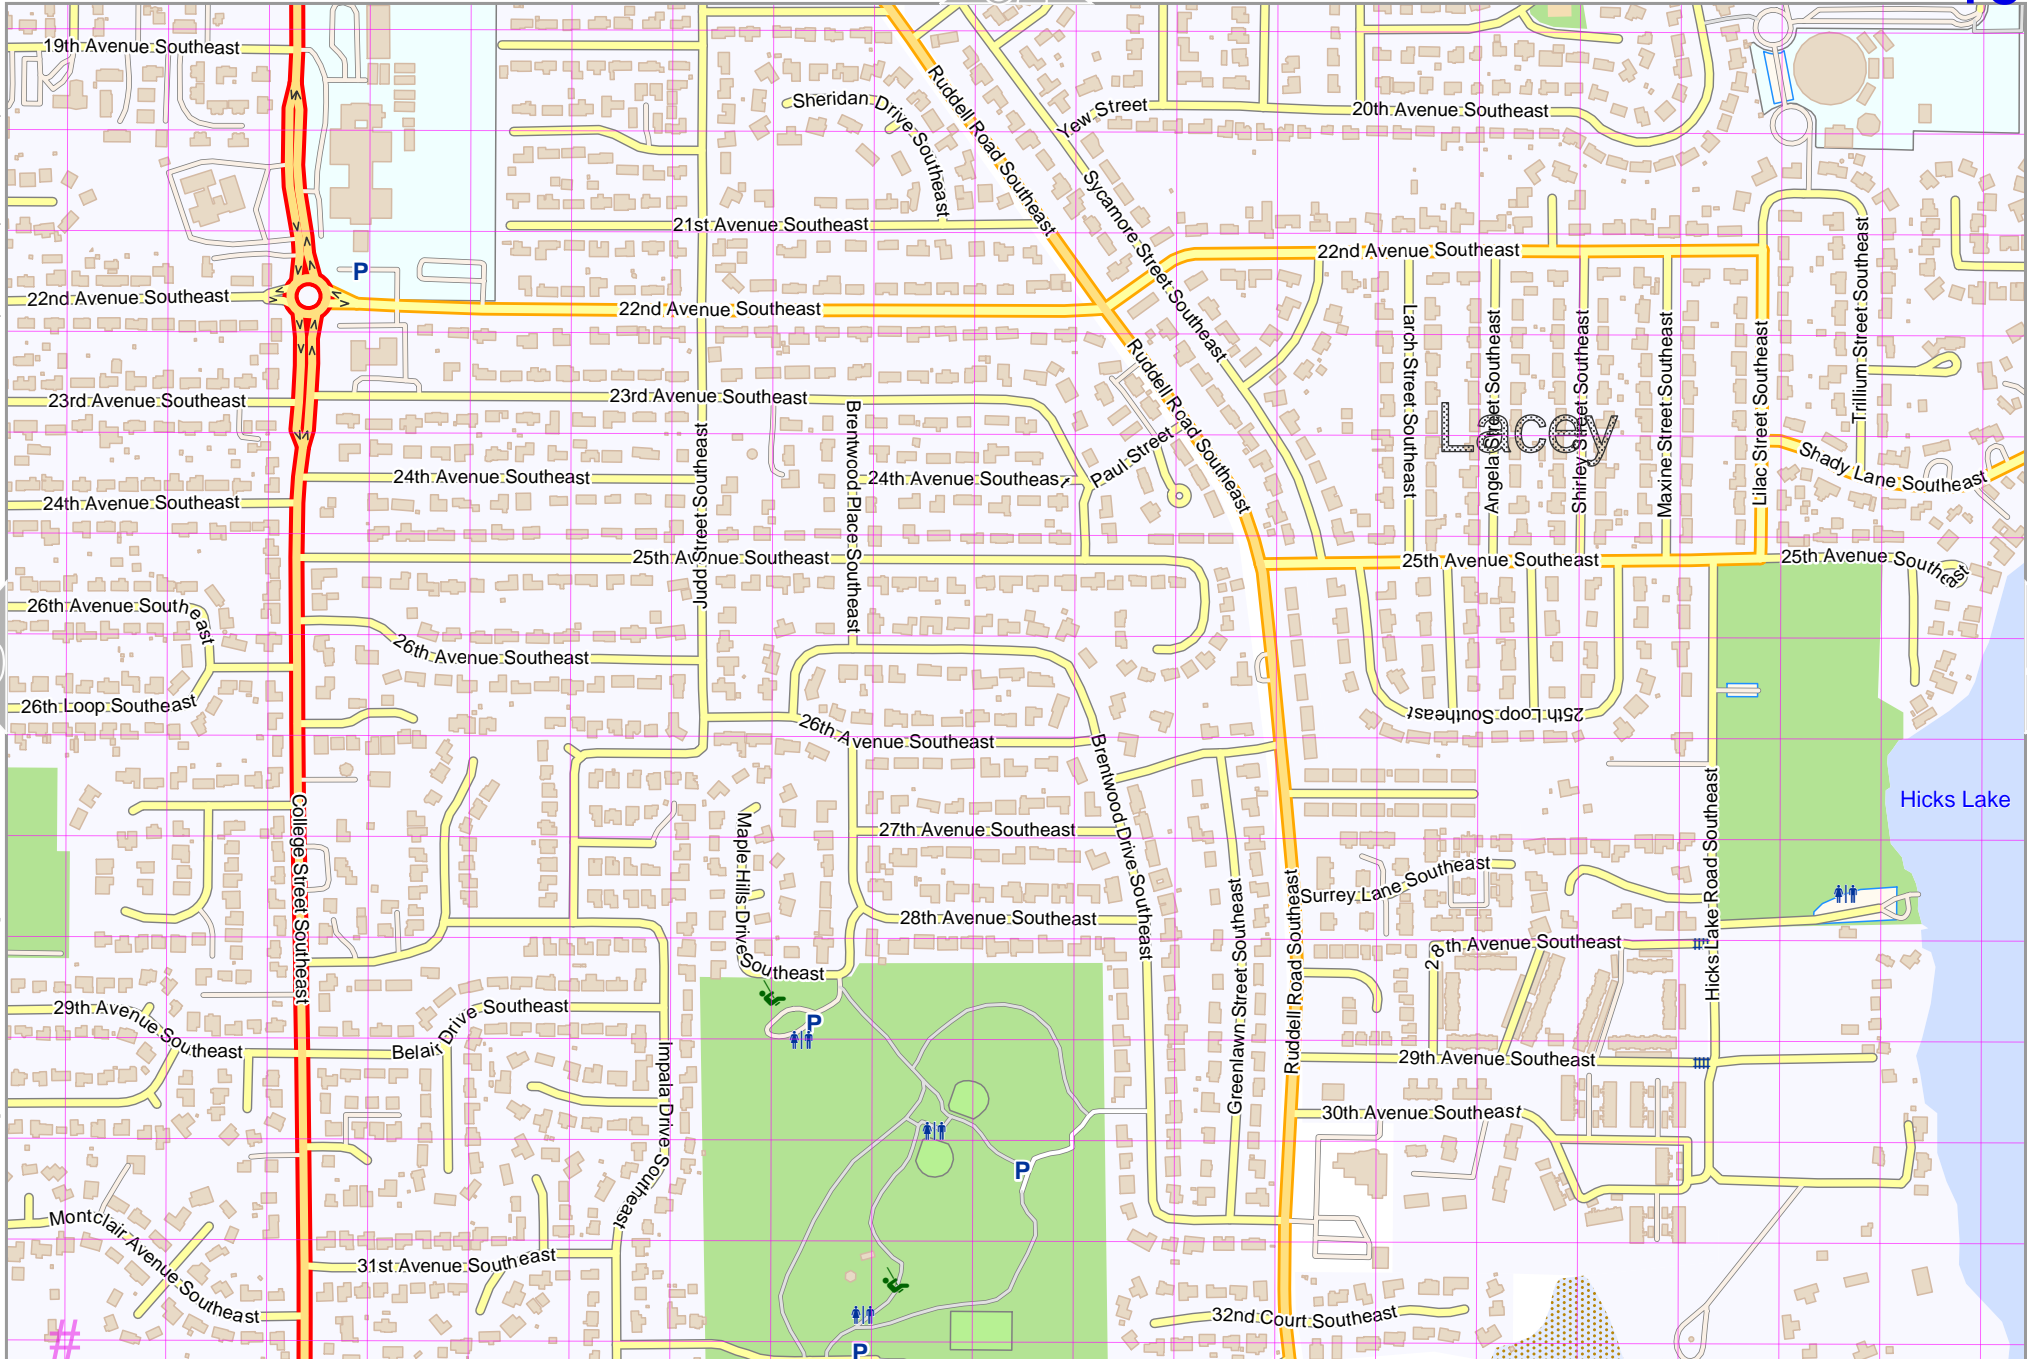 19th Avenue Southeast
Sheridan Drive Southeast
Ruddell Road Southeast
Yew Street
20th Avenue Southeast
Sycamore Street Southeast
21st Avenue Southeast
22nd Avenue Southeast
Trillium Street Southeast
P
22nd Avenue Southeast
22nd Avenue Southeast
Larch Street Southeast
Angela Street Southeast
Shirley Street Southeast
Maxine Street Southeast
Lilac Street Southeast
Ruddell Road Southeast
23rd Avenue Southeast
23rd Avenue Southeast
Brentwood Place Southeast
Lacey
Judd Street Southeast
Paul Street
Shady Lane Southeast
24th Avenue Southeast
24th Avenue Southeast
24th Avenue Southeast
25th Avenue Southeast
25th Avenue Southeast
25th Avenue Southeast
26th Avenue Southeast
26th Avenue Southeast
26th Loop Southeast
25th Loop Southeast
26th Avenue Southeast
Brentwood Drive Southeast
Hicks Lake
College Street Southeast
Maple Hills Drive Southeast
27th Avenue Southeast
Hicks Lake Road Southeast
Surrey Lane Southeast
Greenlawn Street Southeast
Ruddell Road Southeast
28th Avenue Southeast
28th Avenue Southeast
29th Avenue Southeast
Belair Drive Southeast
P
Impala Drive Southeast
29th Avenue Southeast
30th Avenue Southeast
P
Montclair Avenue Southeast
31st Avenue Southeast
32nd Court Southeast
#
P